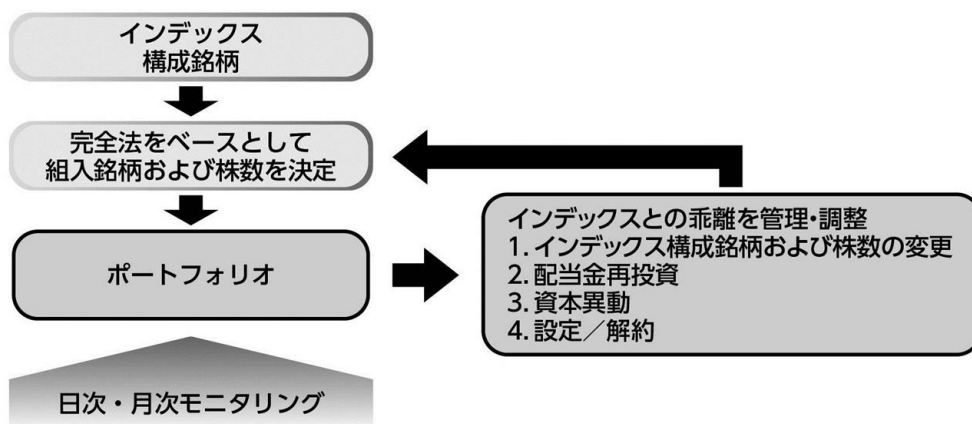 インデックス
構成銘柄
完全法をベースとして
組入銘柄および株数を決定
ポートフォリオ
日次・月次モニタリング
インデックスとの乖離を管理・調整
1. インデックス構成銘柄および株数の変更
2. 配当金再投資
3. 資本異動
4. 設定／解約